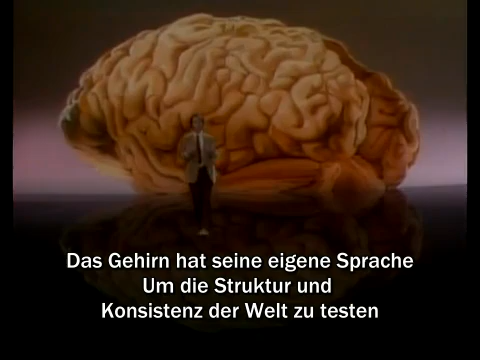 Das Gehirn hat seine eigene Sprache
Um die Struktur und
Konsistenz der Welt zu testen